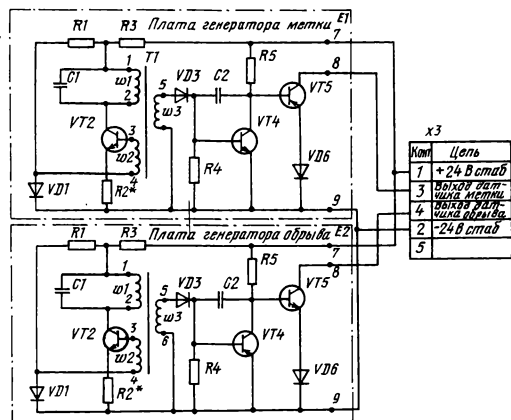 Плата генератора метки E1
R1 R3 7
8
1 T1 R5
C1 w1 5 VD3 C2 VT5
2 w3
VT2 3 VT4
w2 R4 VD6
4
VD1 R2* 9
X3
Конт Цепь
1 +24 В стаб
3 Выход датчика метки
4 Выход датчика обрыва
2 -24 В стаб
5
Плата генератора обрыва E2
R1 R3 7
8
1 R5
C1 w1 5 VD3 C2 VT5
2 w3
6
VT2 3 VT4
w2 R4 VD6
4
VD1 R2* 9